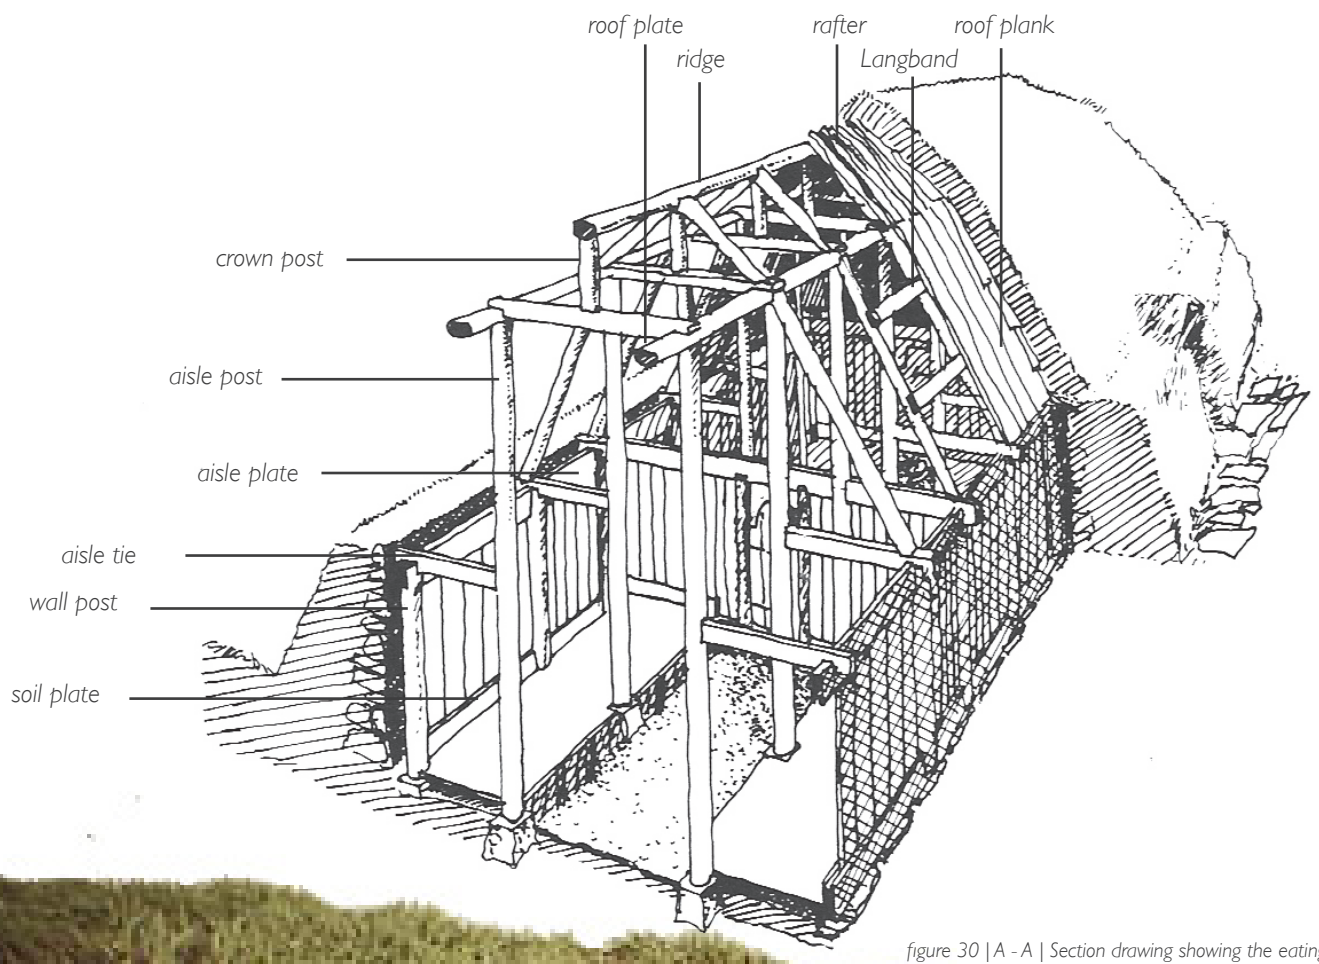 roof plate
rafter
roof plank
ridge
Langband
crown post
aisle post
aisle plate
aisle tie
wall post
soil plate
figure 30 | A - A | Section drawing showing the eating